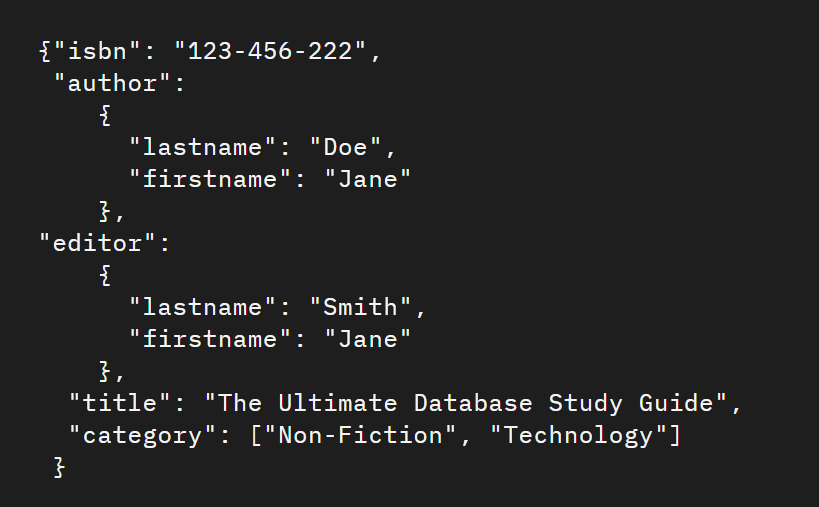 {"isbn": "123-456-222",
 "author":
    {
      "lastname": "Doe",
      "firstname": "Jane"
    },
"editor":
    {
      "lastname": "Smith",
      "firstname": "Jane"
    },
  "title": "The Ultimate Database Study Guide",
  "category": ["Non-Fiction", "Technology"]
 }